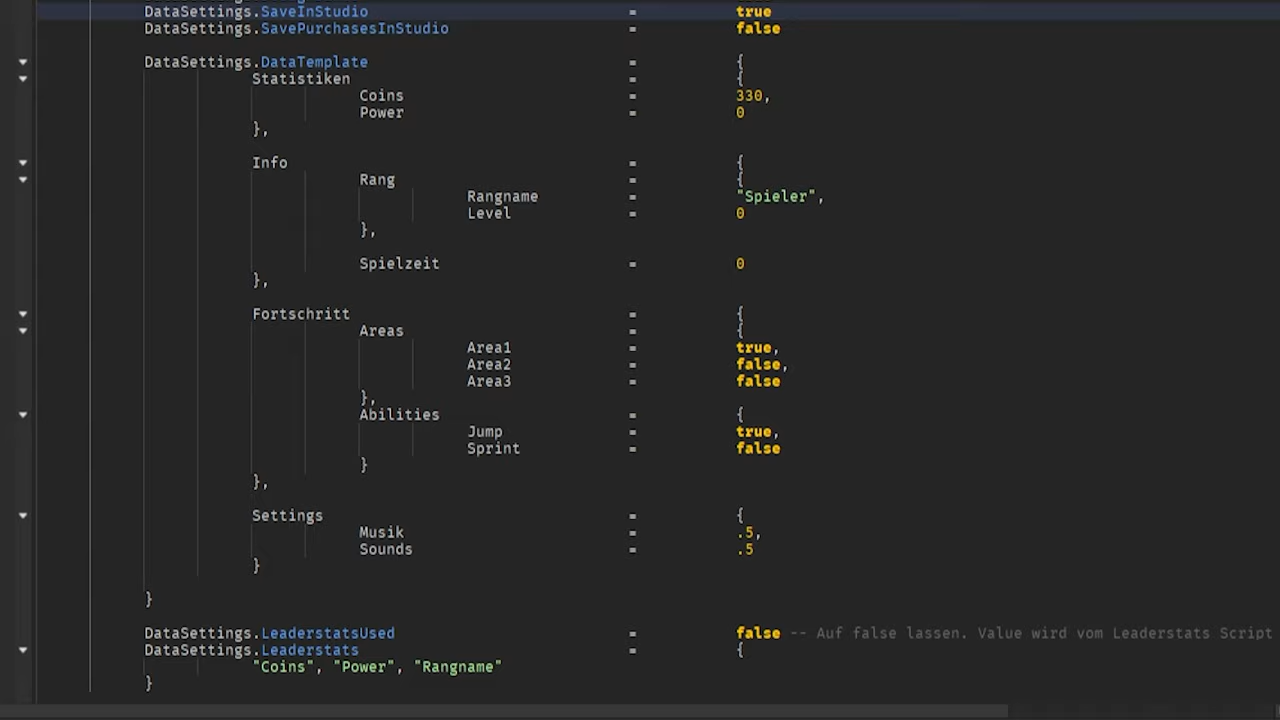 DataSettings.SaveInStudio = true
DataSettings.SavePurchasesInStudio = false
DataSettings.DataTemplate = {
Statistiken = {
Coins = 330,
Power = 0
},
Info = {
Rang = {
Rangname = "Spieler",
Level = 0
},
Spielzeit = 0
},
Fortschritt = {
Areas = {
Area1 = true,
Area2 = false,
Area3 = false
},
Abilities = {
Jump = true,
Sprint = false
}
},
Settings = {
Musik = .5,
Sounds = .5
}
}
DataSettings.LeaderstatsUsed = false -- Auf false lassen. Value wird vom Leaderstats Script
DataSettings.Leaderstats = {
"Coins", "Power", "Rangname"
}